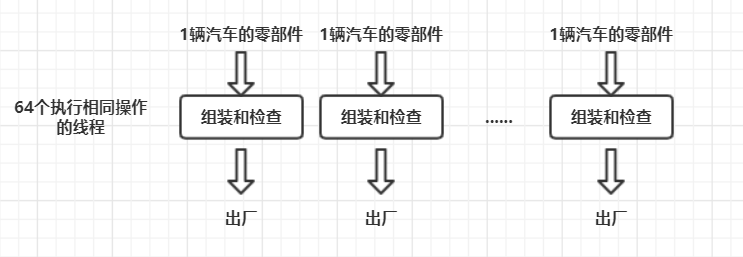 1辆汽车的零部件 1辆汽车的零部件 1辆汽车的零部件
64个执行相同操作
的线程
组装和检查 组装和检查 ...... 组装和检查
出厂 出厂 出厂